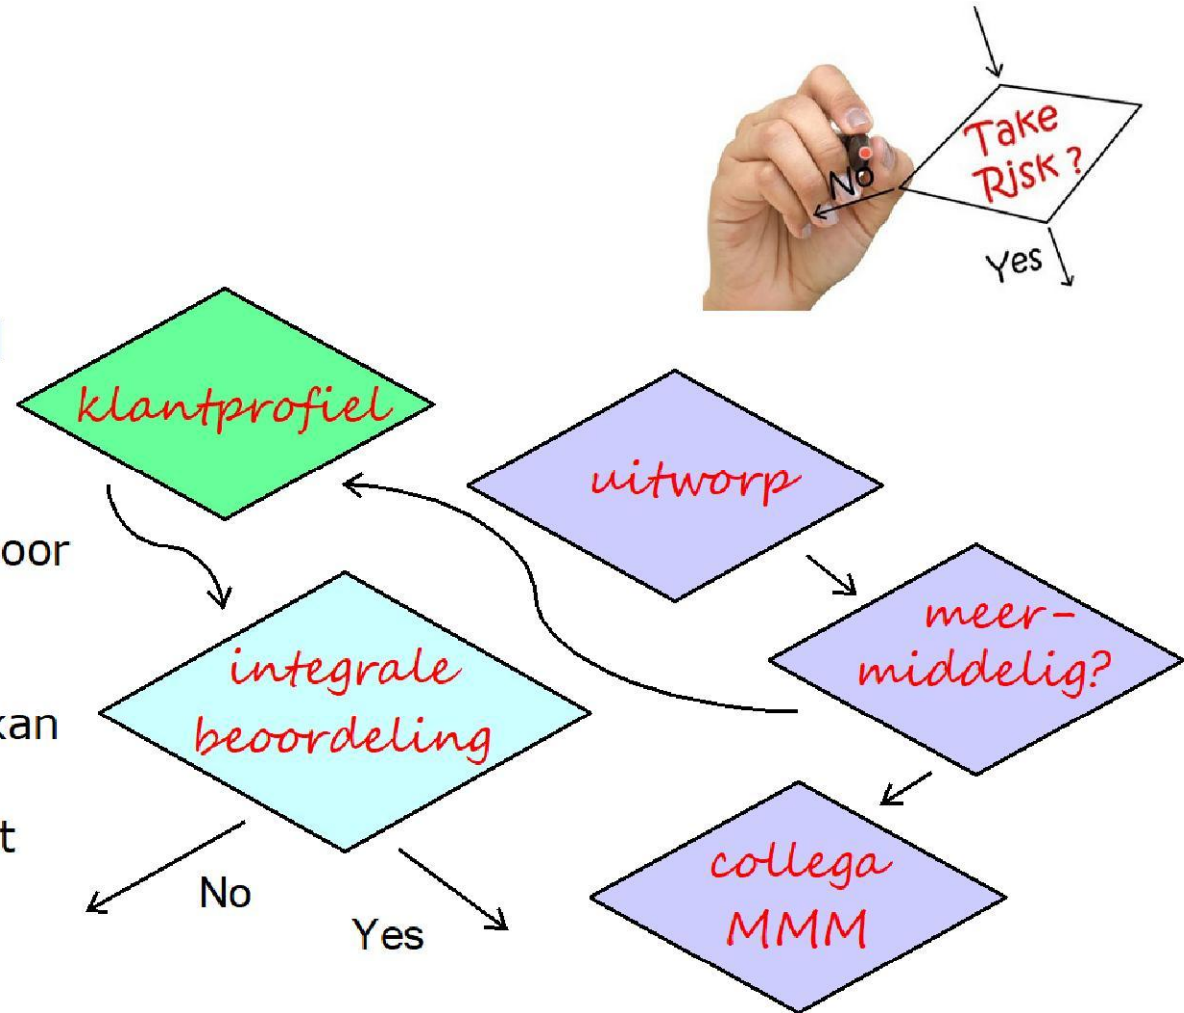 Take
Risk?
No
Yes
klantprofiel
uitworp
oor
meer-
middelig?
integrale
beoordeling
kan
t
collega
MMM
No
Yes